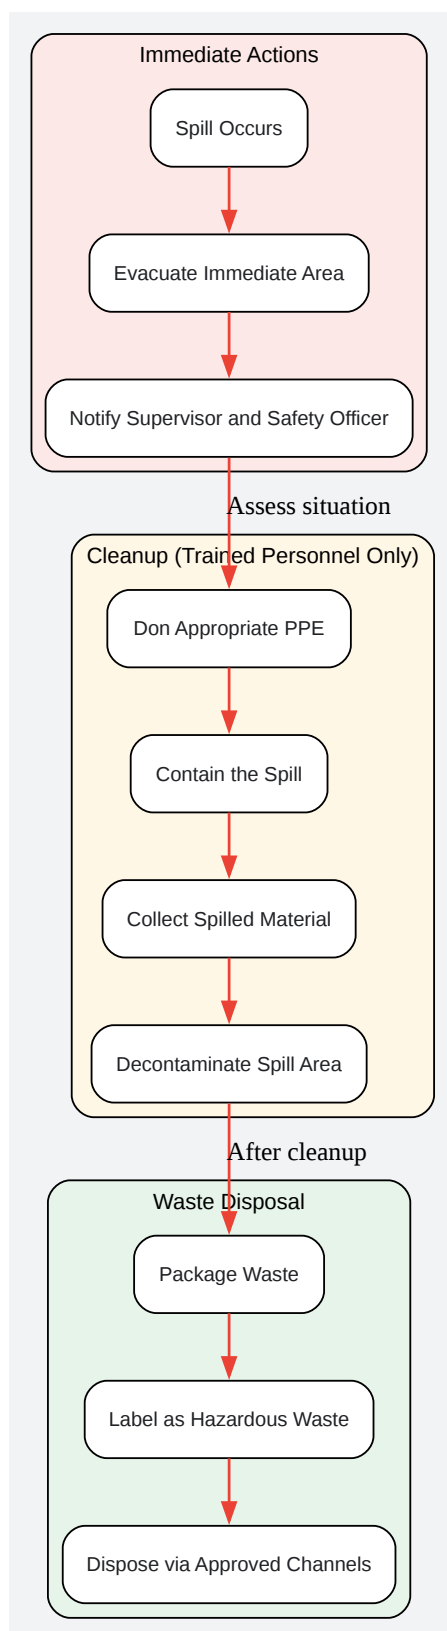 Immediate Actions
Spill Occurs
Evacuate Immediate Area
Notify Supervisor and Safety Officer
Assess situation
Cleanup (Trained Personnel Only)
Don Appropriate PPE
Contain the Spill
Collect Spilled Material
Decontaminate Spill Area
After cleanup
Waste Disposal
Package Waste
Label as Hazardous Waste
Dispose via Approved Channels